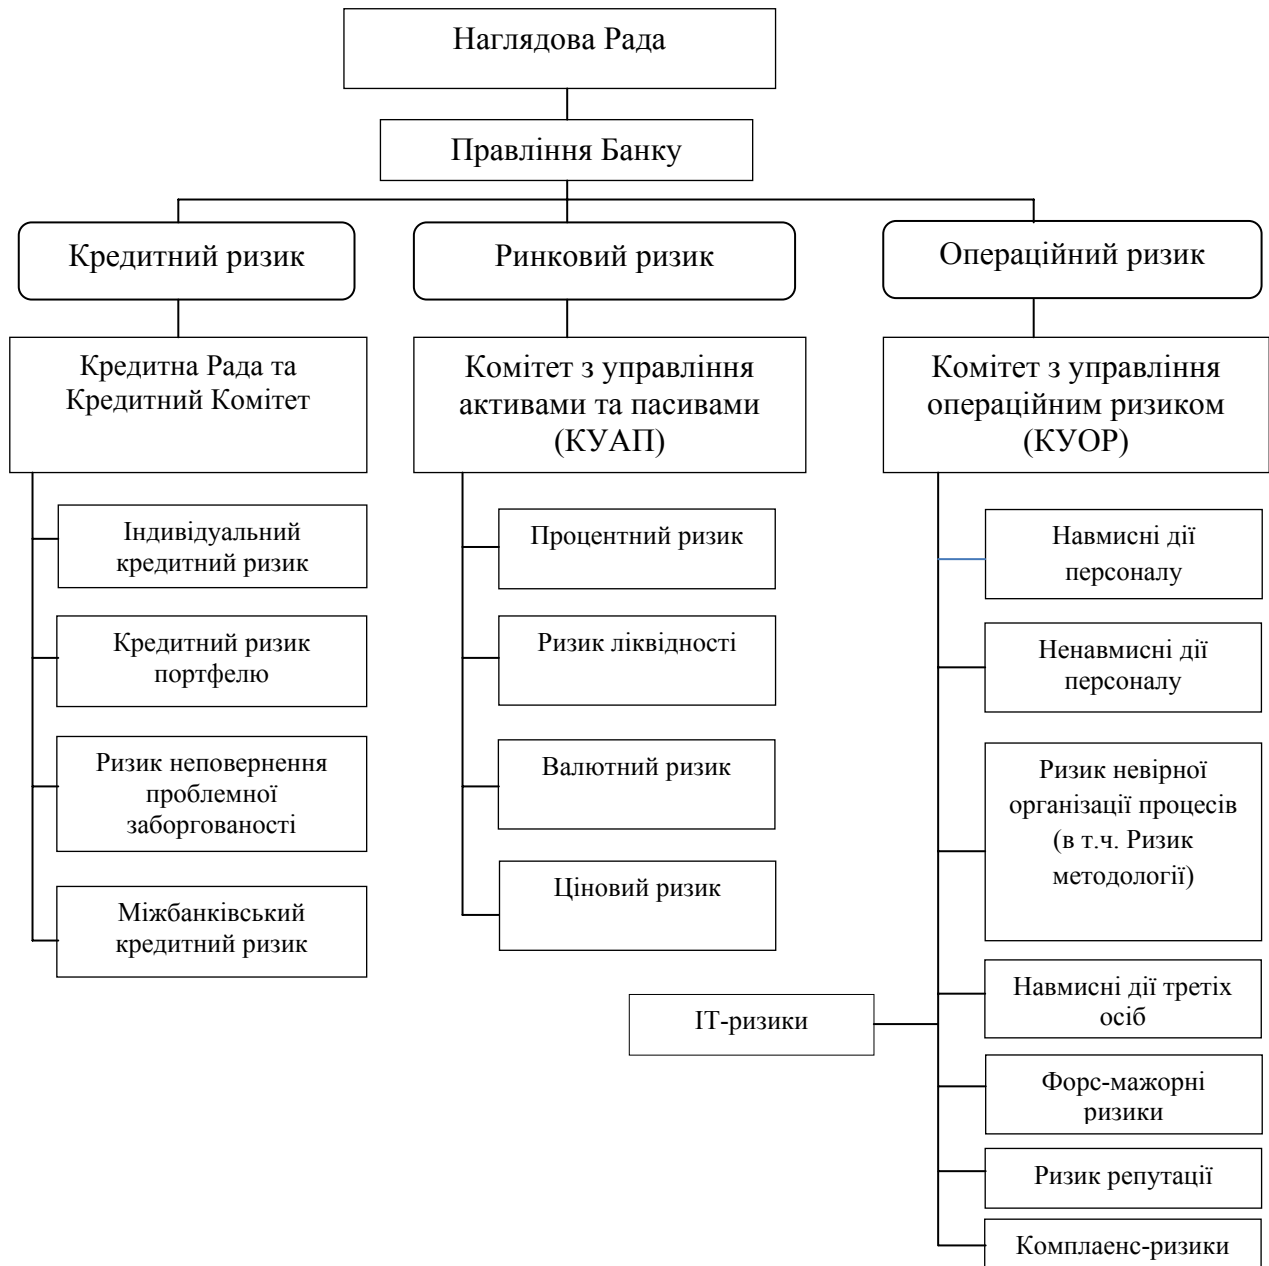 Наглядова Рада
Правління Банку
Кредитний ризик
Ринковий ризик
Операційний ризик
Кредитна Рада та
Кредитний Комітет
Комітет з управління
активами та пасивами
(КУАП)
Комітет з управління
операційним ризиком
(КУОР)
Індивідуальний
кредитний ризик
Кредитний ризик
портфелю
Ризик неповернення
проблемної
заборгованості
Міжбанківський
кредитний ризик
Процентний ризик
Ризик ліквідності
Валютний ризик
Ціновий ризик
Навмисні дії
персоналу
Ненавмисні дії
персоналу
Ризик невірної
організації процесів
(в т.ч. Ризик
методології)
Навмисні дії третіх
осіб
ІТ-ризики
Форс-мажорні
ризики
Ризик репутації
Комплаенс-ризики